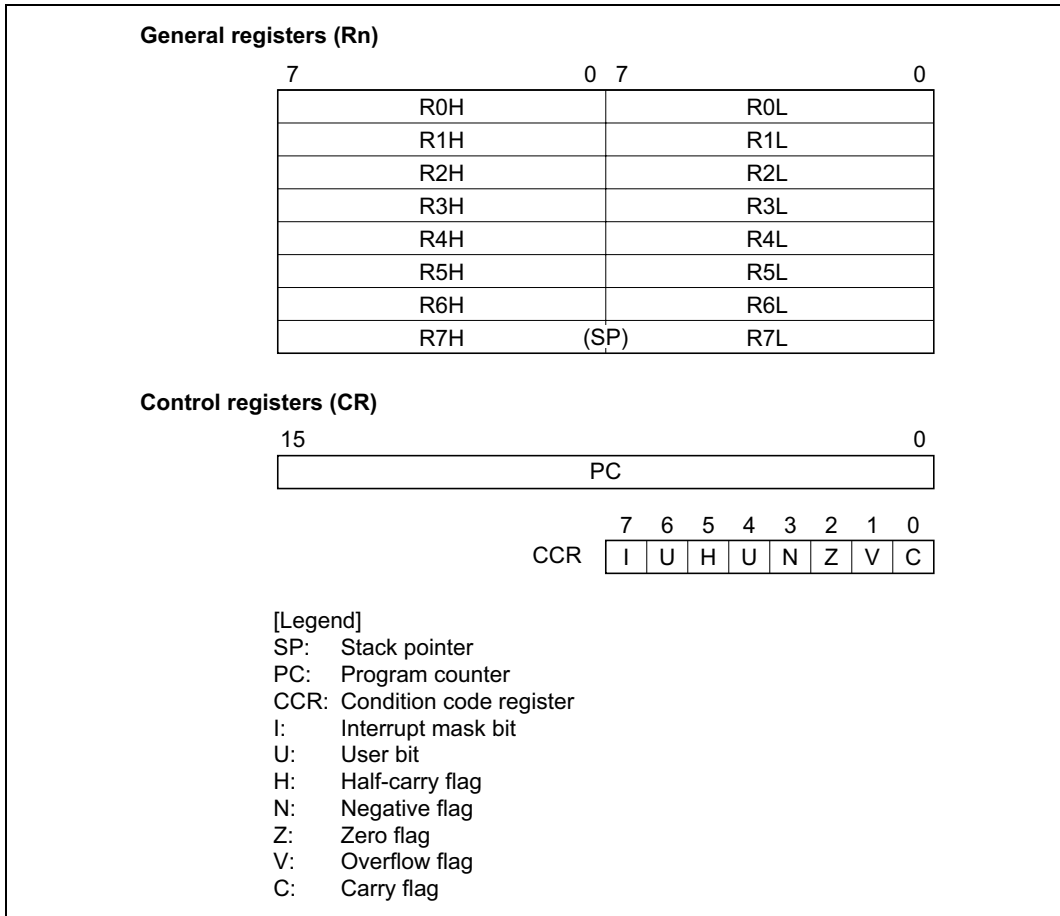 General registers (Rn)
7 0 7 0
R0H R0L
R1H R1L
R2H R2L
R3H R3L
R4H R4L
R5H R5L
R6H R6L
R7H (SP) R7L
Control registers (CR)
15 0
PC
7 6 5 4 3 2 1 0
CCR I U H U N Z V C
[Legend]
SP: Stack pointer
PC: Program counter
CCR: Condition code register
I: Interrupt mask bit
U: User bit
H: Half-carry flag
N: Negative flag
Z: Zero flag
V: Overflow flag
C: Carry flag